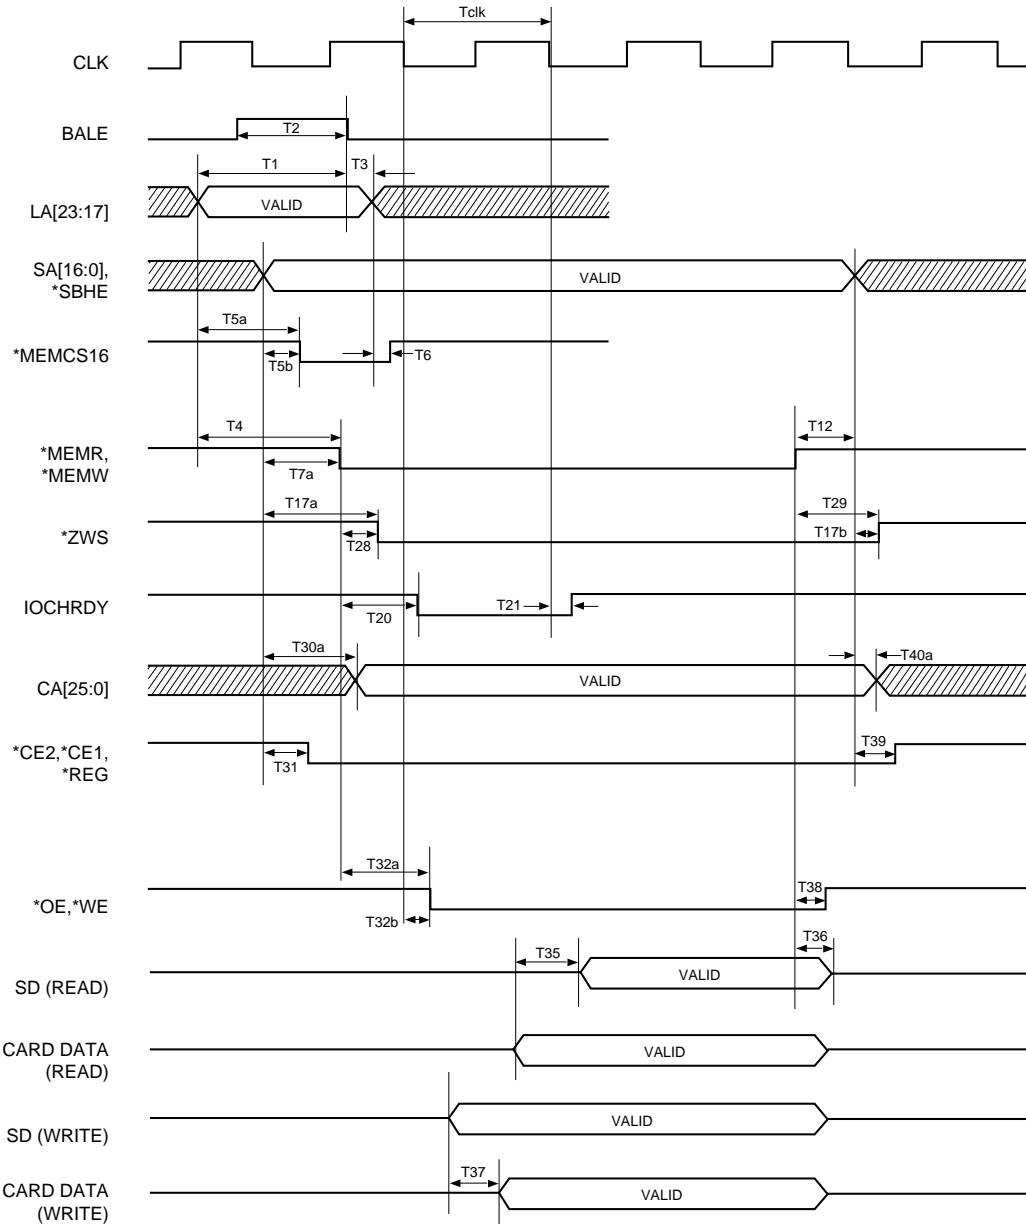 Tclk
CLK
BALE
T2
T1
T3
LA[23:17]
VALID
SA[16:0],
*SBHE
VALID
T5a
*MEMCS16
T5b
T6
T4
T12
*MEMR,
*MEMW
T7a
T17a
T29
*ZWS
T28
T17b
IOCHRDY
T20
T21
T30a
T40a
CA[25:0]
VALID
*CE2,*CE1,
*REG
T31
T39
T32a
*OE,*WE
T32b
T38
T36
T35
SD (READ)
VALID
CARD DATA
(READ)
VALID
SD (WRITE)
VALID
T37
CARD DATA
(WRITE)
VALID